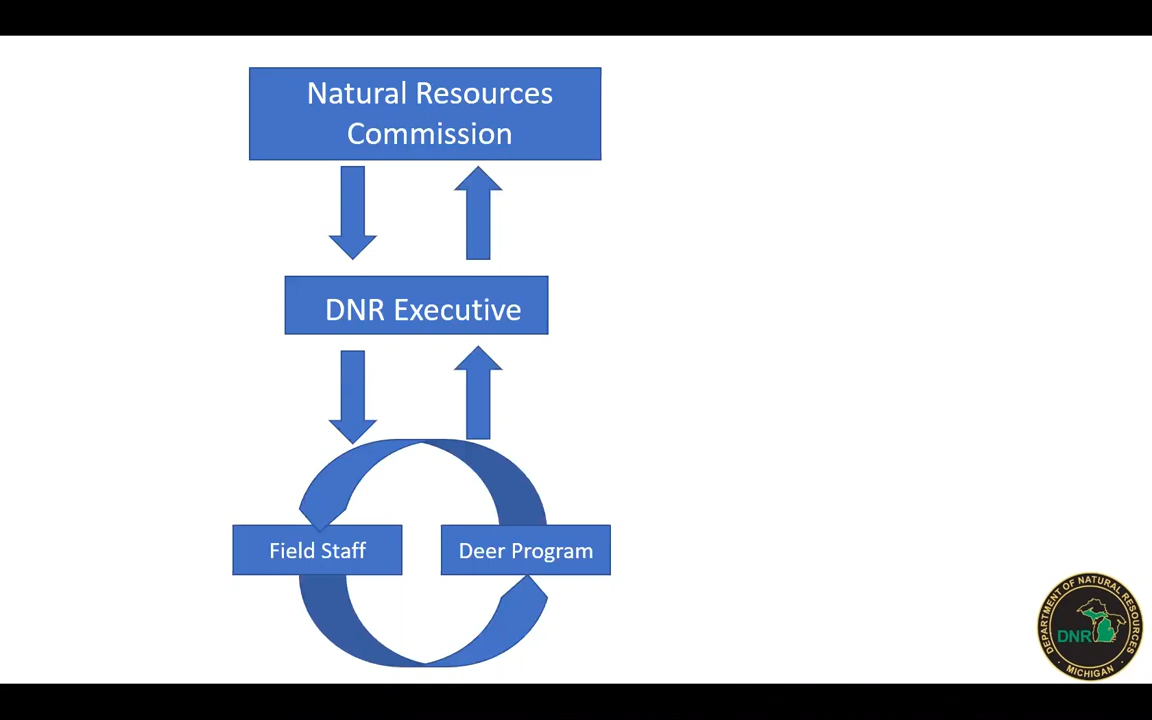 Natural Resources
Commission
DNR Executive
Field Staff
Deer Program
DEPARTMENT OF NATURAL RESOURCES
DNR
MICHIGAN